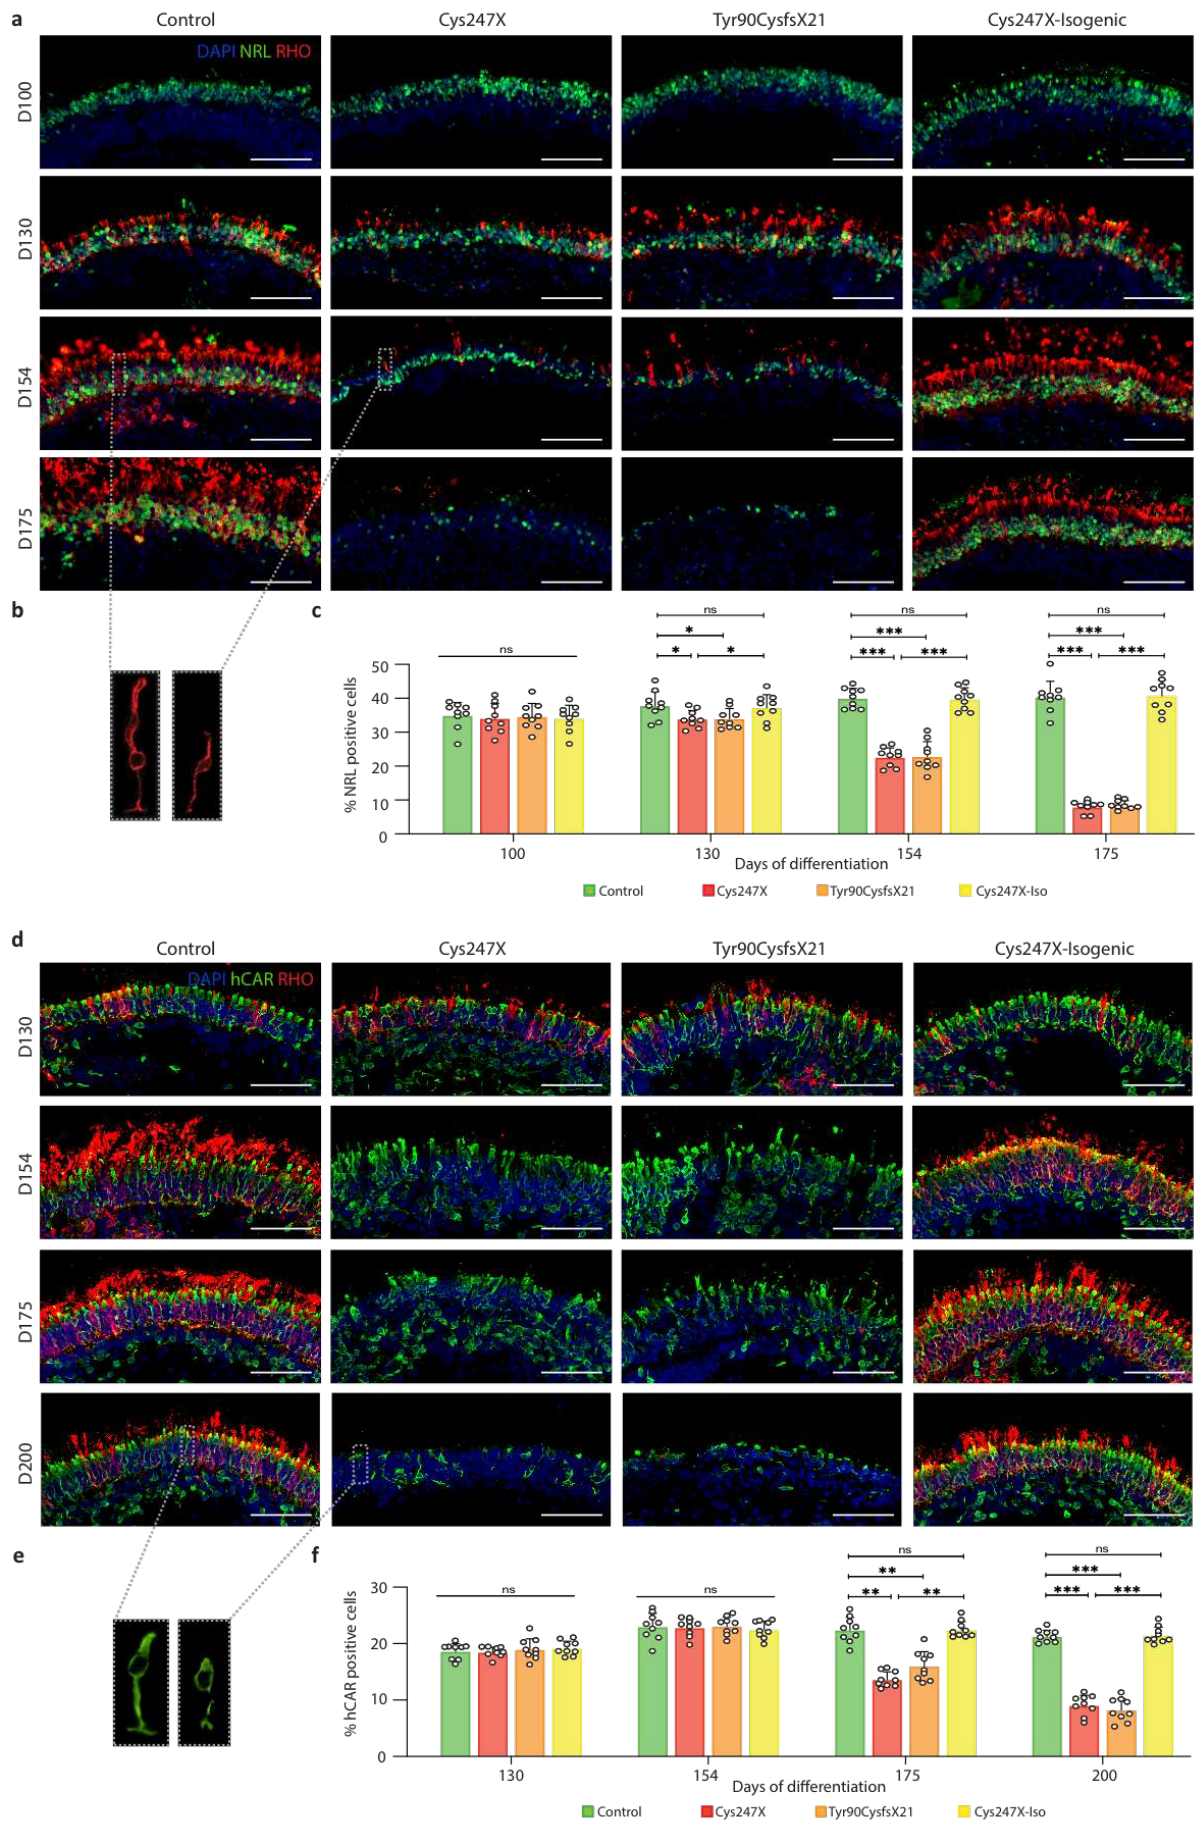 a
Control Cys247X Tyr90CysfsX21 Cys247X-Isogenic
DAPI NRL RHO
D100
D130
D154
D175
b
c
ns
ns
*
* *
ns
***
*** ***
ns
***
*** ***
% NRL positive cells
50
40
30
20
10
0
100 130 154 175
Days of differentiation
Control Cys247X Tyr90CysfsX21 Cys247X-Iso
d
Control Cys247X Tyr90CysfsX21 Cys247X-Isogenic
DAPI hCAR RHO
D130
D154
D175
D200
e
f
ns
ns
ns
**
** **
ns
***
*** ***
% hCAR positive cells
30
20
10
0
130 154 175 200
Days of differentiation
Control Cys247X Tyr90CysfsX21 Cys247X-Iso